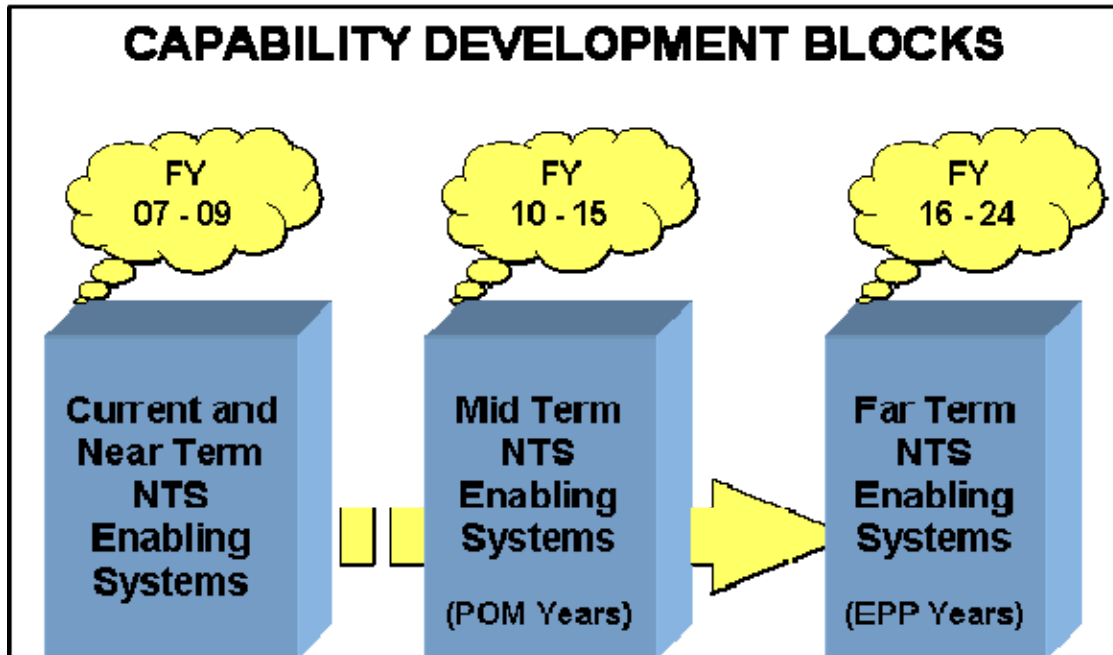 CAPABILITY DEVELOPMENT BLOCKS
FY
07 - 09
FY
10 - 15
FY
16 - 24
Current and
Near Term
NTS
Enabling
Systems
Mid Term
NTS
Enabling
Systems
(POM Years)
Far Term
NTS
Enabling
Systems
(EPP Years)